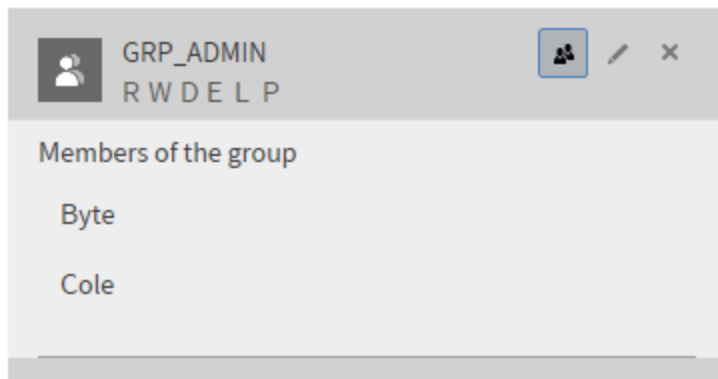 GRP_ADMIN
R W D E L P
Members of the group
Byte
Cole